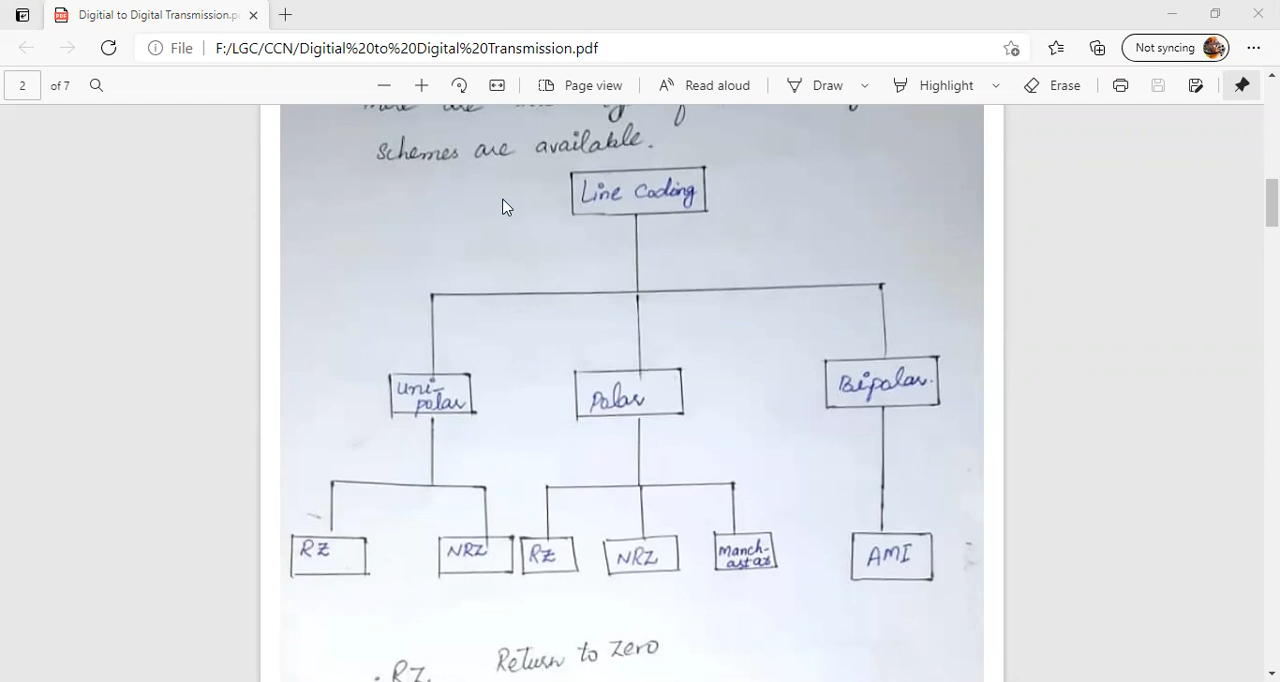 Digitial to Digital Transmission.p
File
F:/LGC/CCN/Digitial%20to%20Digital%20Transmission.pdf
Not syncing
2 of 7
Page view
Read aloud
Draw
Highlight
Erase
schemes are available.
Line Coding
Uni-
polar
Polar
Bipolar.
RZ
NRZ
RZ
NRZ
Manch-
astar
AMI
. RZ Return to Zero